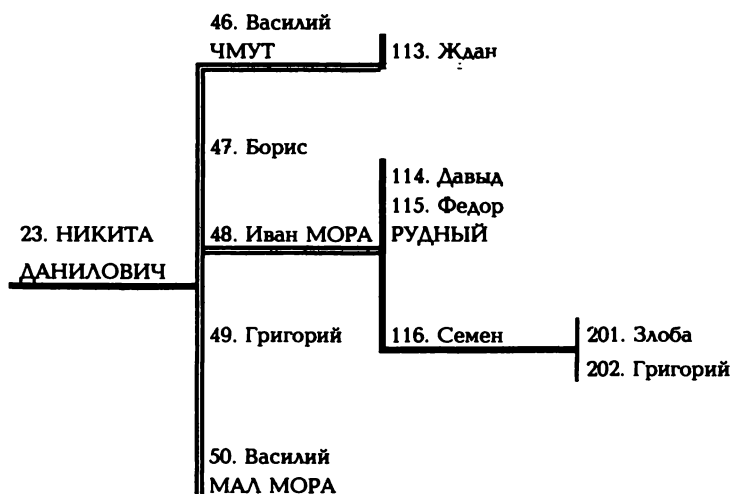 46. Василий
ЧМУТ
113. Ждан
47. Борис
114. Давыд
115. Федор
РУДНЫЙ
23. НИКИТА
ДАНИЛОВИЧ
48. Иван МОРА
49. Григорий
116. Семен
201. Злоба
202. Григорий
50. Василий
МАЛ МОРА